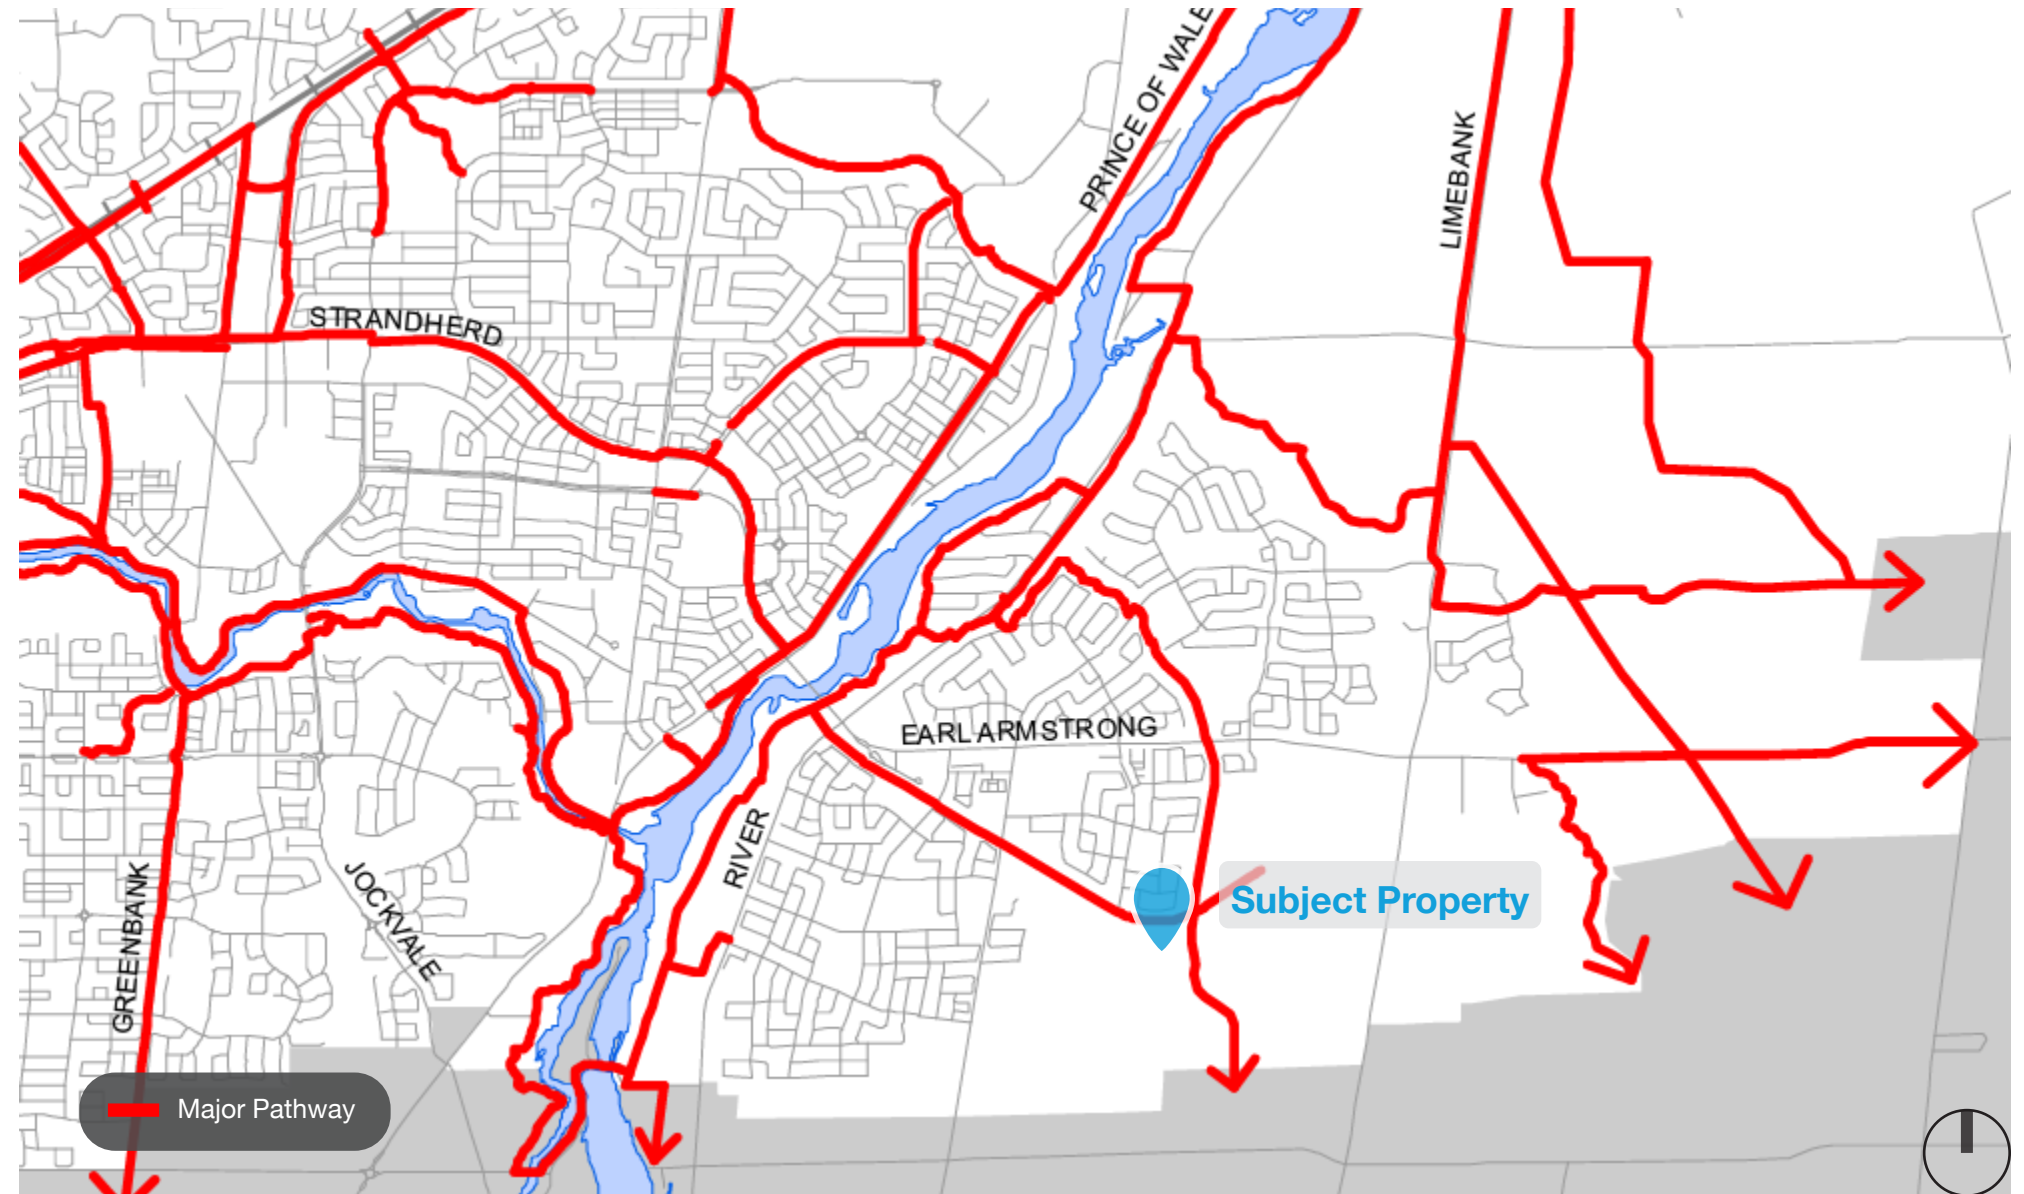 PRINCE OF WALE
LIMEBANK
STRANDHERD
EARL ARMSTRONG
RIVER
JOCKVALE
GREENBANK
Subject Property
Major Pathway